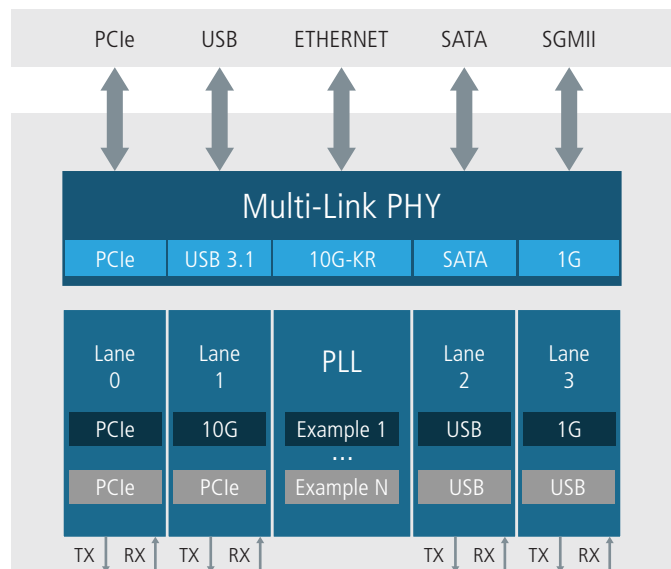 PCIe USB ETHERNET SATA SGMII
Multi-Link PHY
PCIe USB 3.1 10G-KR SATA 1G
Lane 0 Lane 1 PLL Lane 2 Lane 3
PCIe 10G Example 1 USB 1G
...
PCIe PCIe Example N USB USB
TX RX TX RX TX RX TX RX